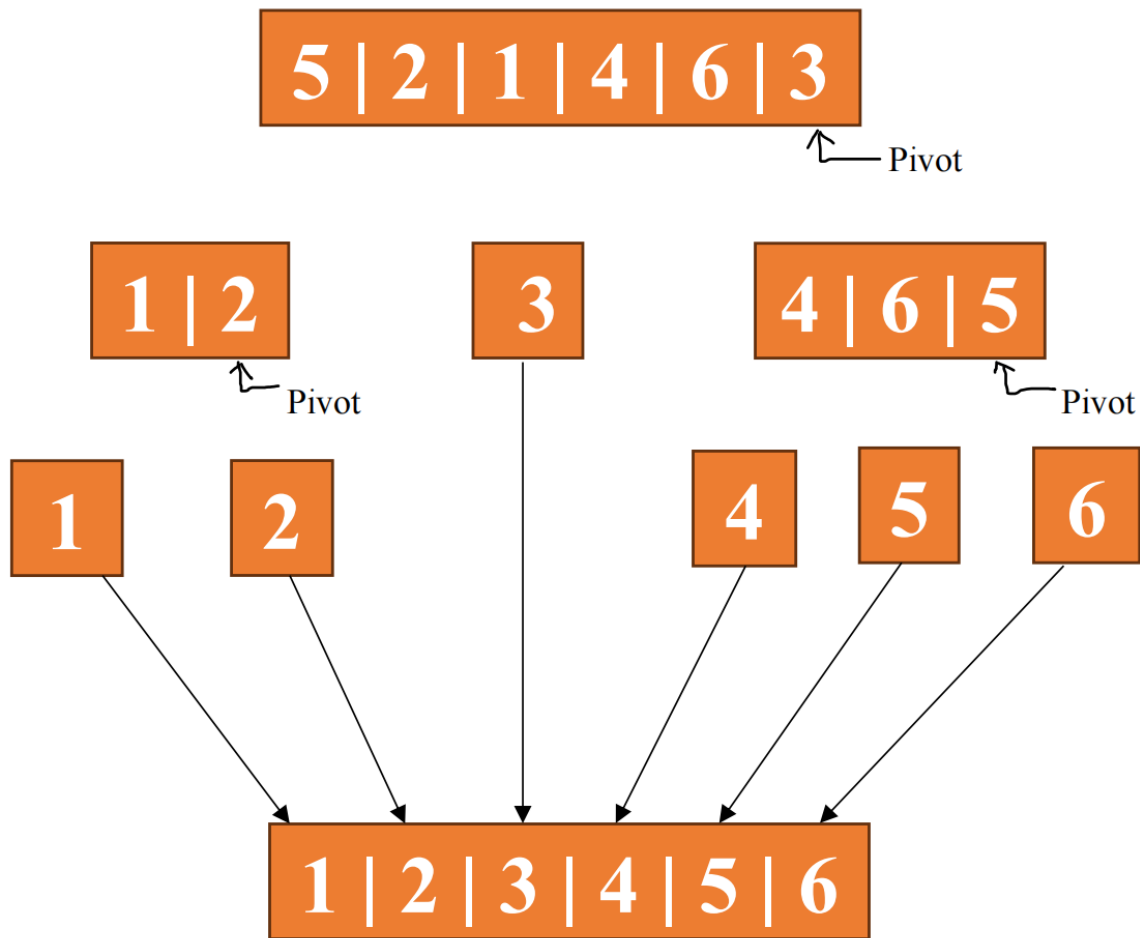 5 | 2 | 1 | 4 | 6 | 3
Pivot
1 | 2
3
4 | 6 | 5
Pivot
Pivot
1
2
4
5
6
1 | 2 | 3 | 4 | 5 | 6